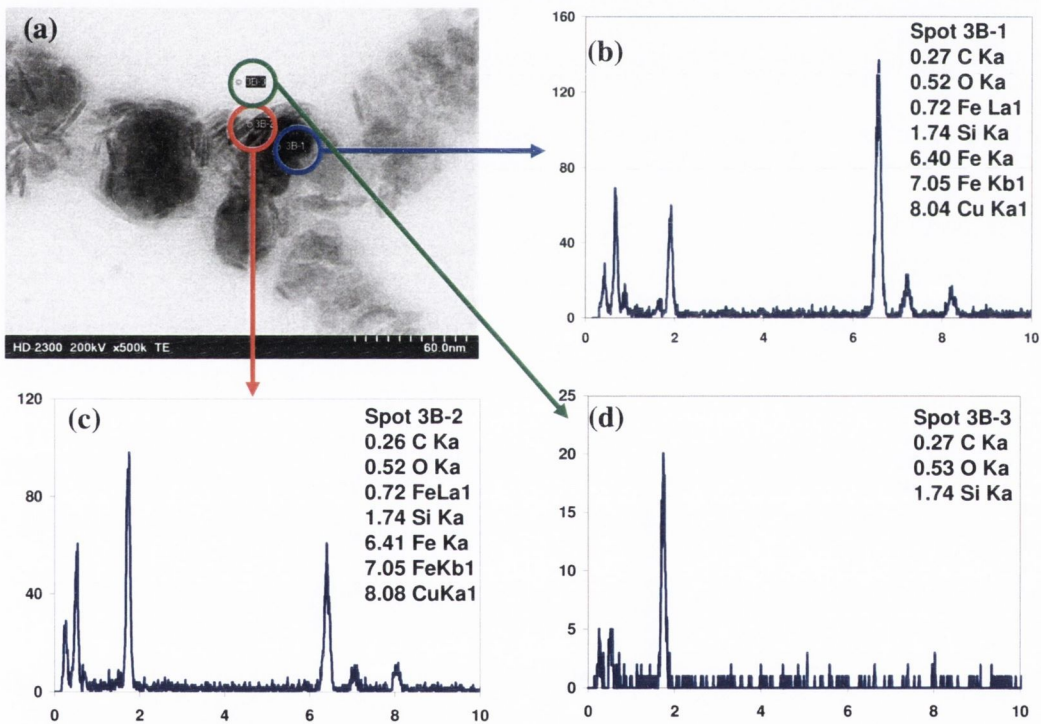 (a)
3B-3
3B-2
3B-1
HD-2300 200kV x500k TE
60.0nm
(b)
160
120
80
40
0
0 2 4 6 8 10
Spot 3B-1
0.27 C Ka
0.52 O Ka
0.72 Fe La1
1.74 Si Ka
6.40 Fe Ka
7.05 Fe Kb1
8.04 Cu Ka1
(c)
120
80
40
0
0 2 4 6 8 10
Spot 3B-2
0.26 C Ka
0.52 O Ka
0.72 FeLa1
1.74 Si Ka
6.41 Fe Ka
7.05 FeKb1
8.08 CuKa1
(d)
25
20
15
10
5
0
0 2 4 6 8 10
Spot 3B-3
0.27 C Ka
0.53 O Ka
1.74 Si Ka